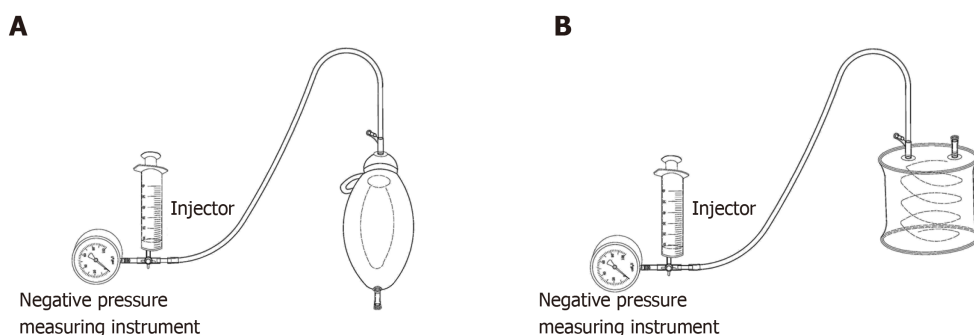 A
Injector
Negative pressure
measuring instrument
B
Injector
Negative pressure
measuring instrument